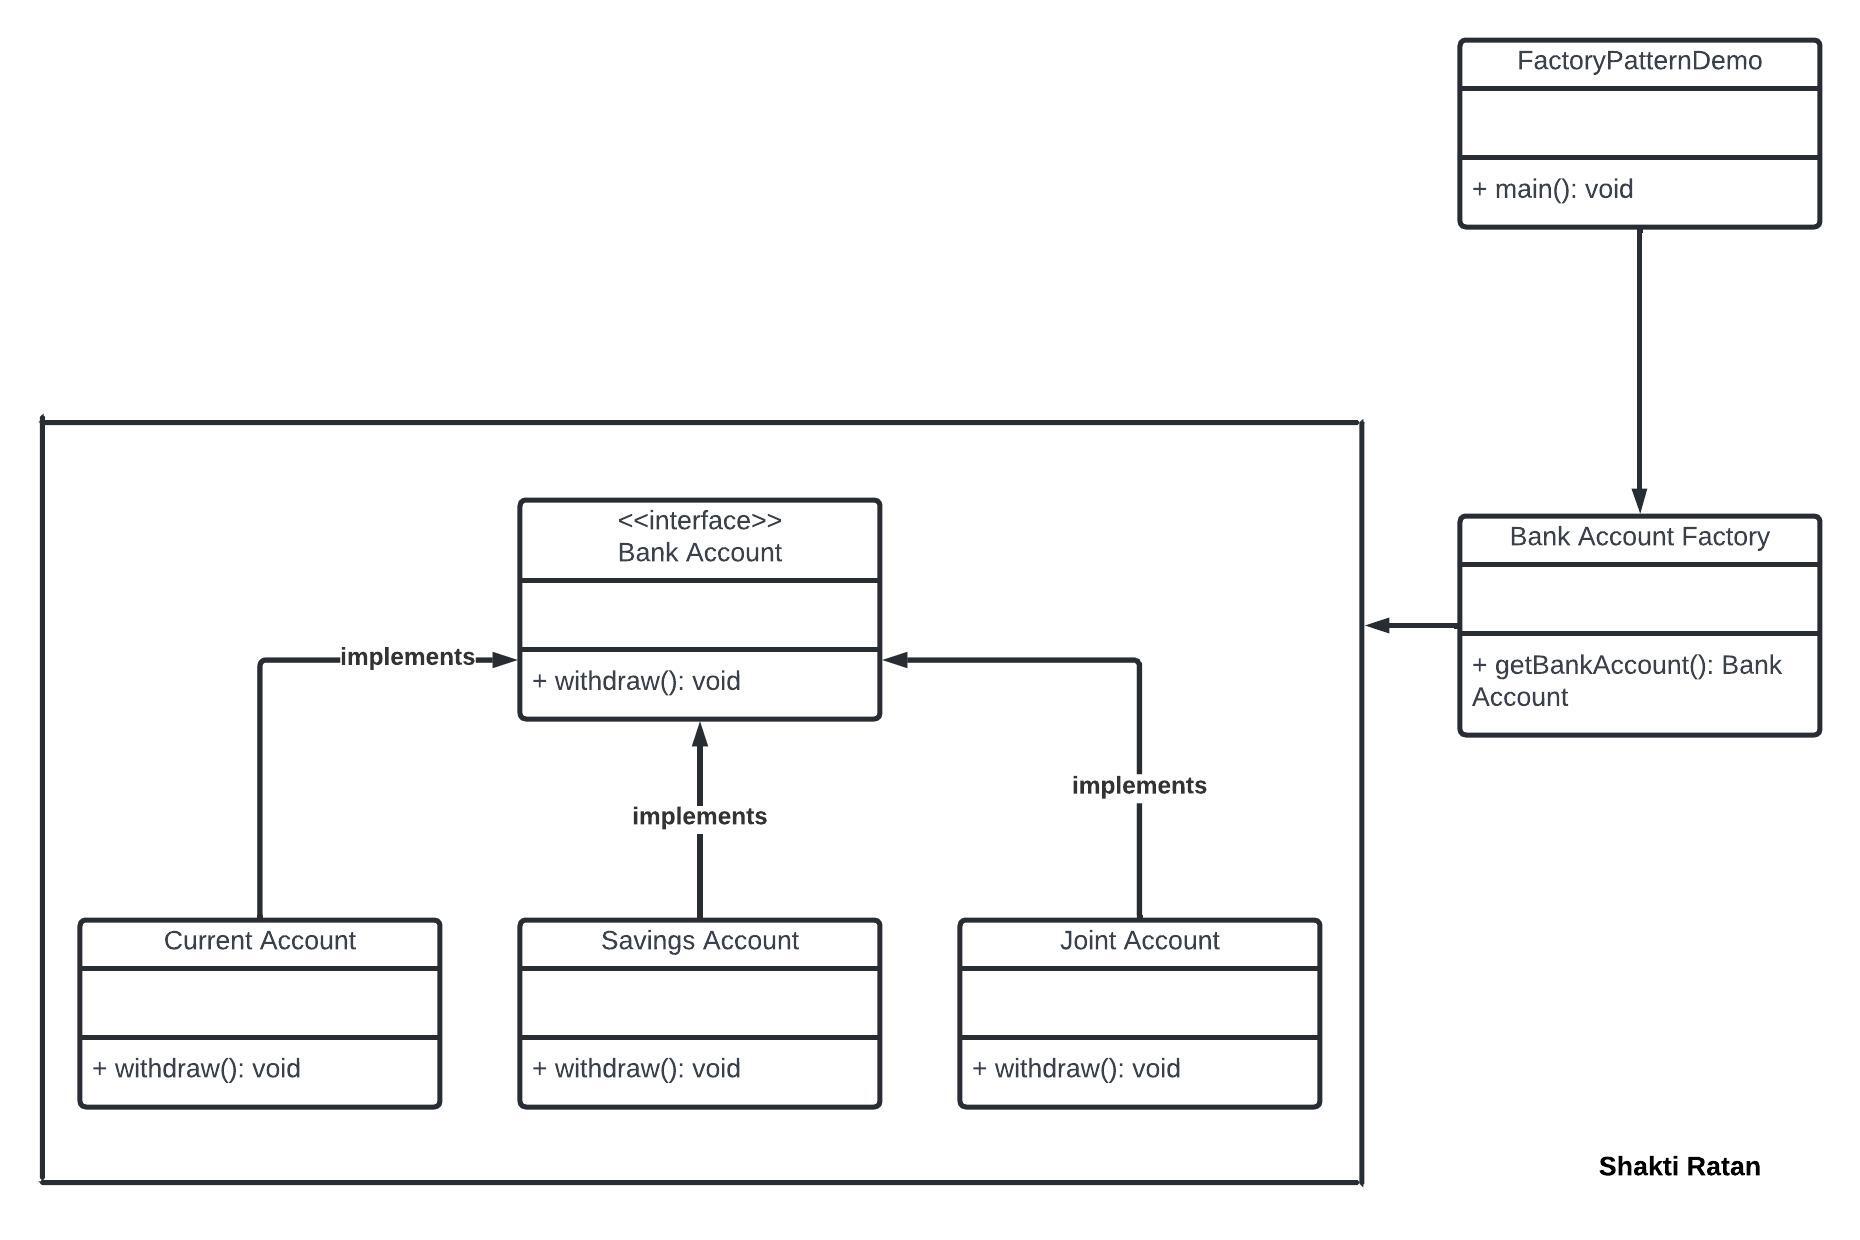 FactoryPatternDemo
+ main(): void
<<interface>>
Bank Account
+ withdraw(): void
Bank Account Factory
+ getBankAccount(): Bank
Account
implements
implements
implements
Current Account
+ withdraw(): void
Savings Account
+ withdraw(): void
Joint Account
+ withdraw(): void
Shakti Ratan